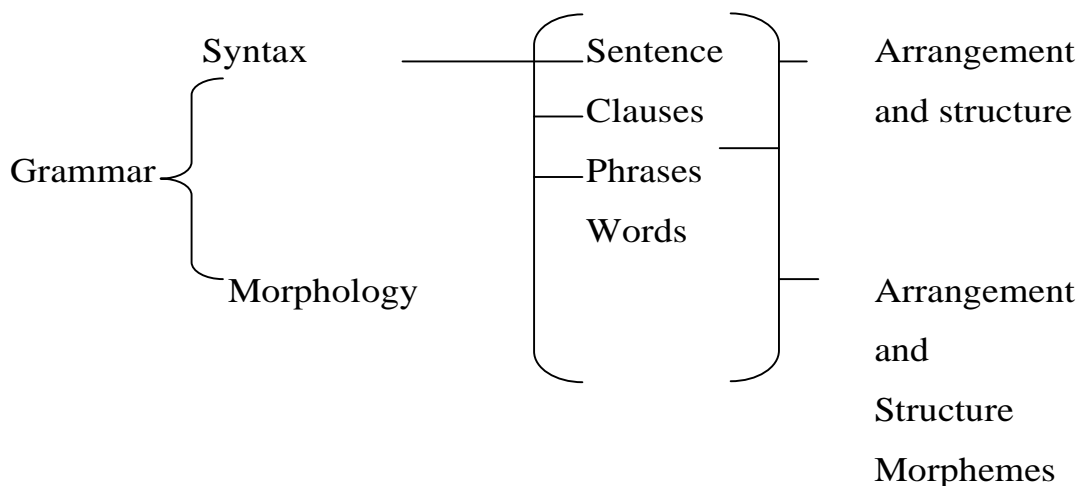 Syntax
Sentence
Arrangement
Clauses
and structure
Grammar
Phrases
Words
Morphology
Arrangement
and
Structure
Morphemes